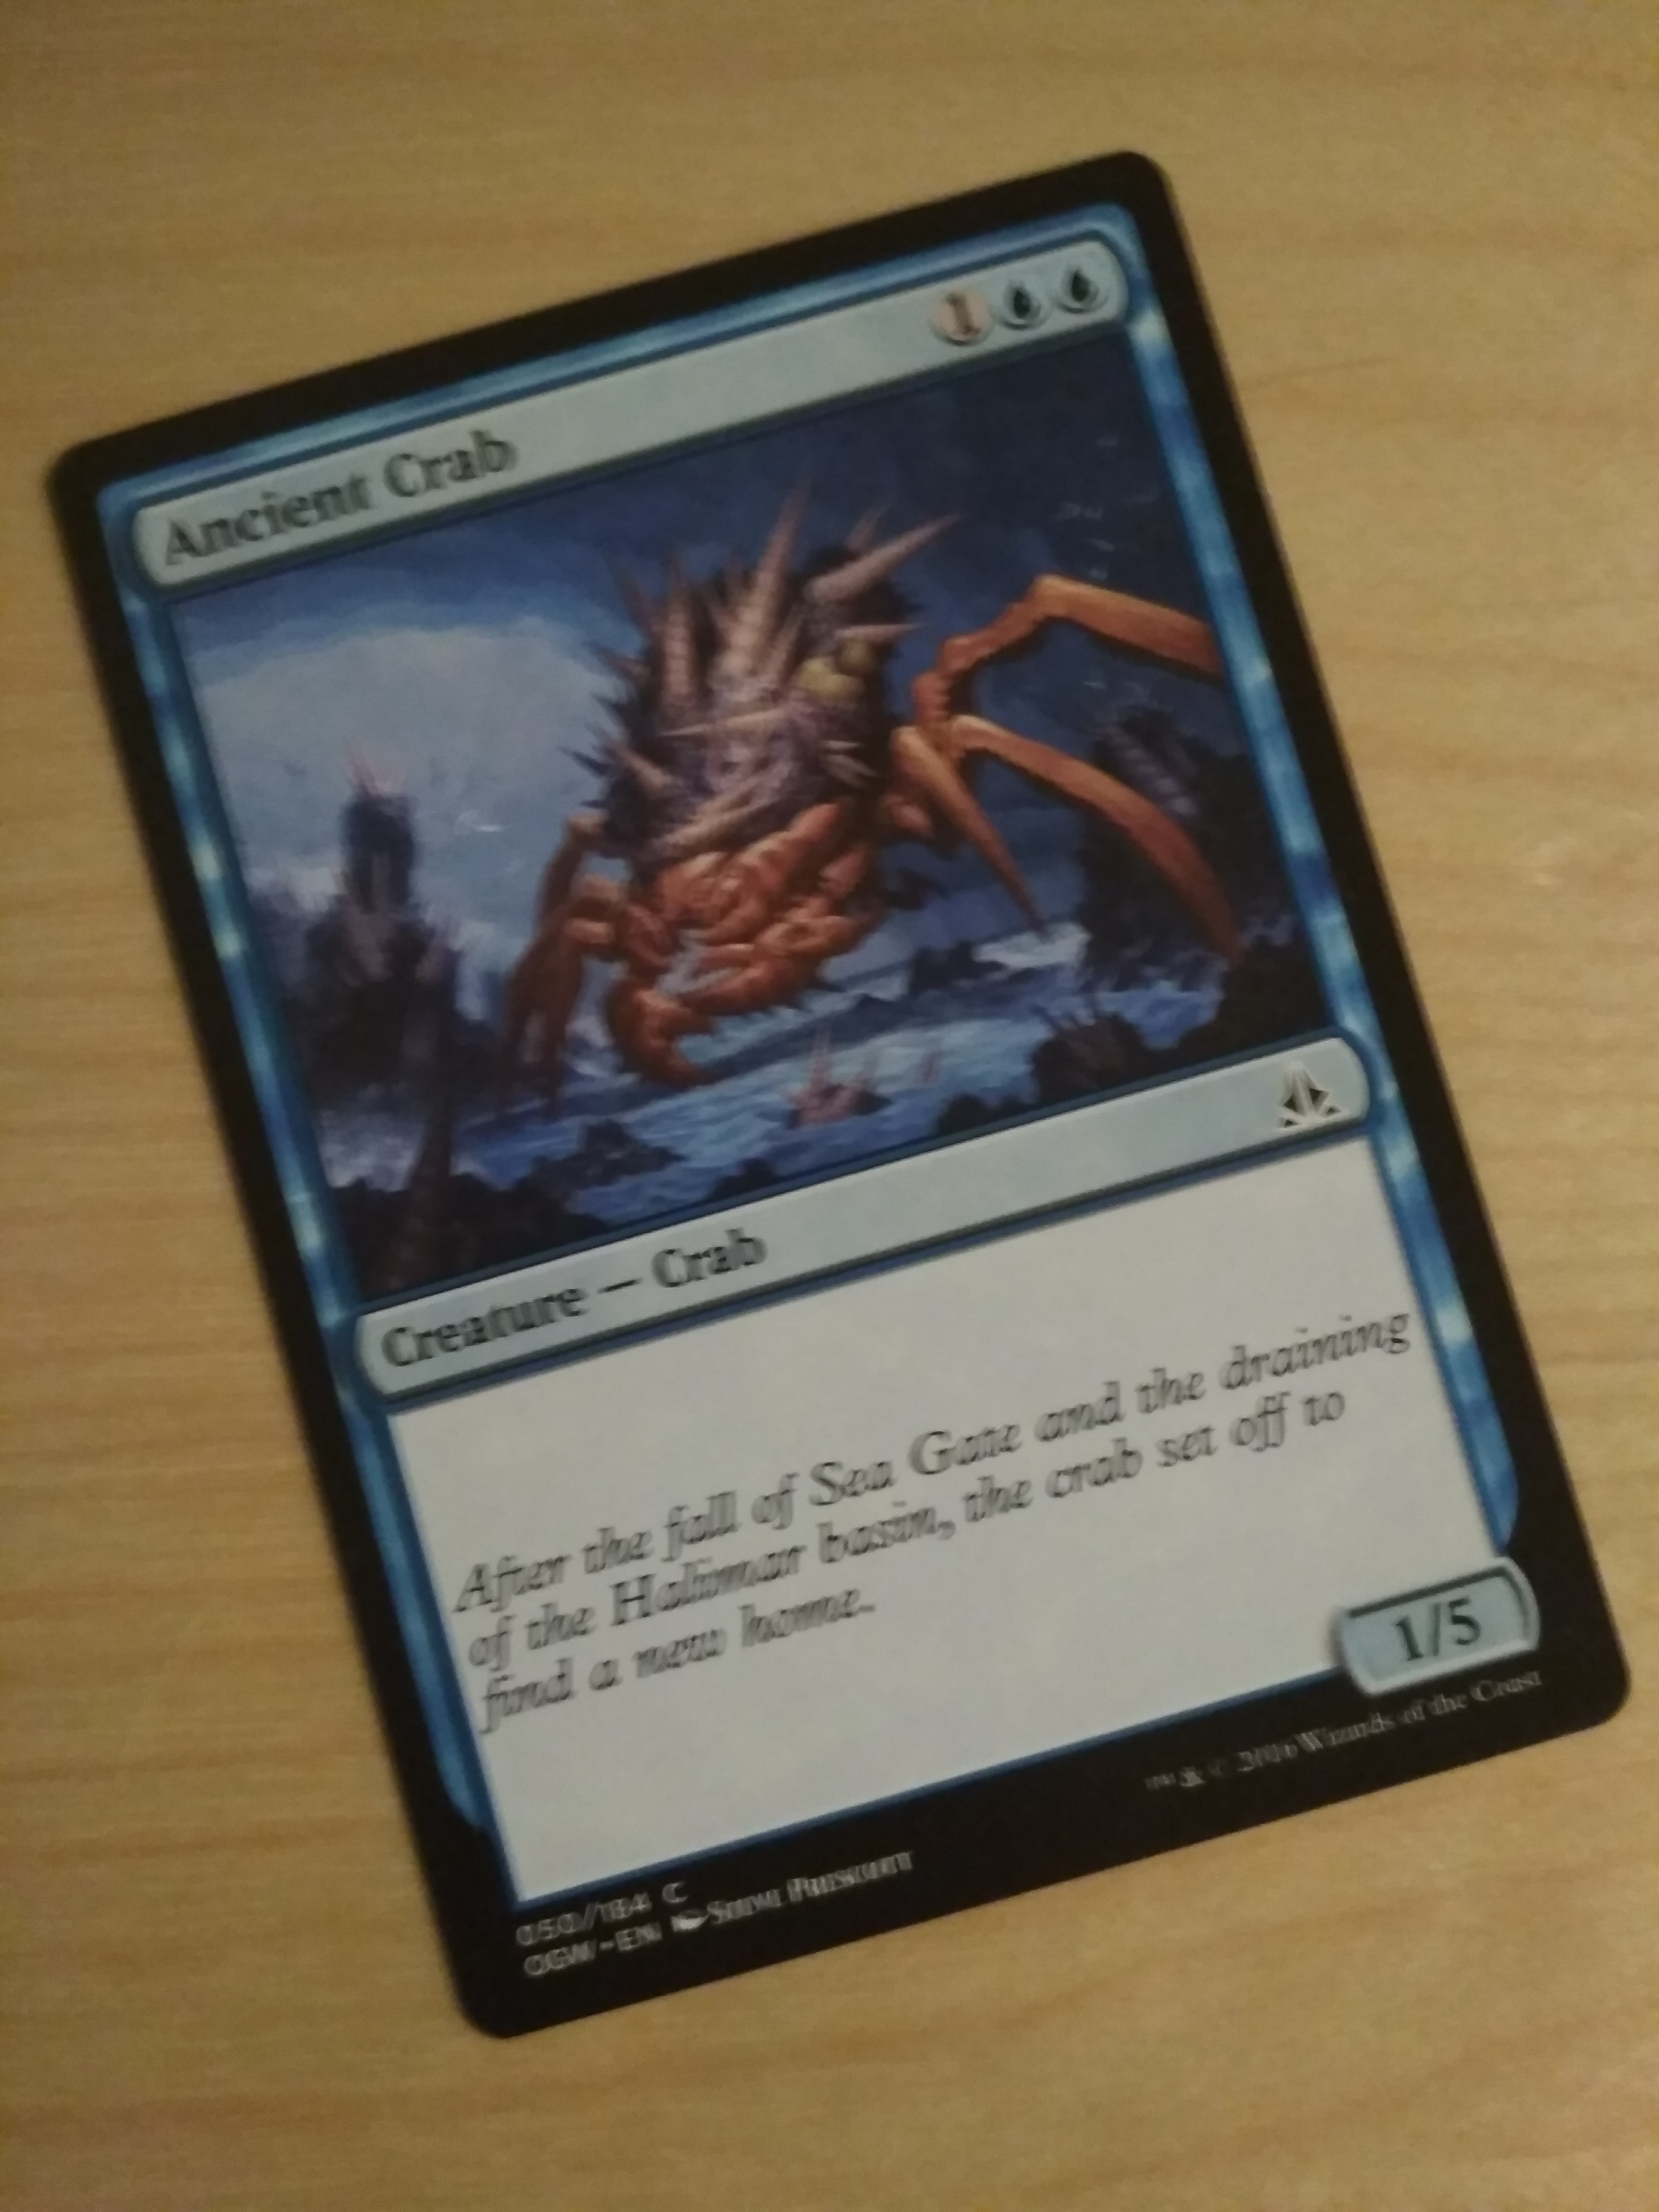 Ancient Crab
1
Creature — Crab
After the fall of Sea Gate and the draining
of the Halimar basin, the crab set off to
find a new home.
1/5
™ & © 2016 Wizards of the Coast
050/184 C
OGW • EN Steve Prescott